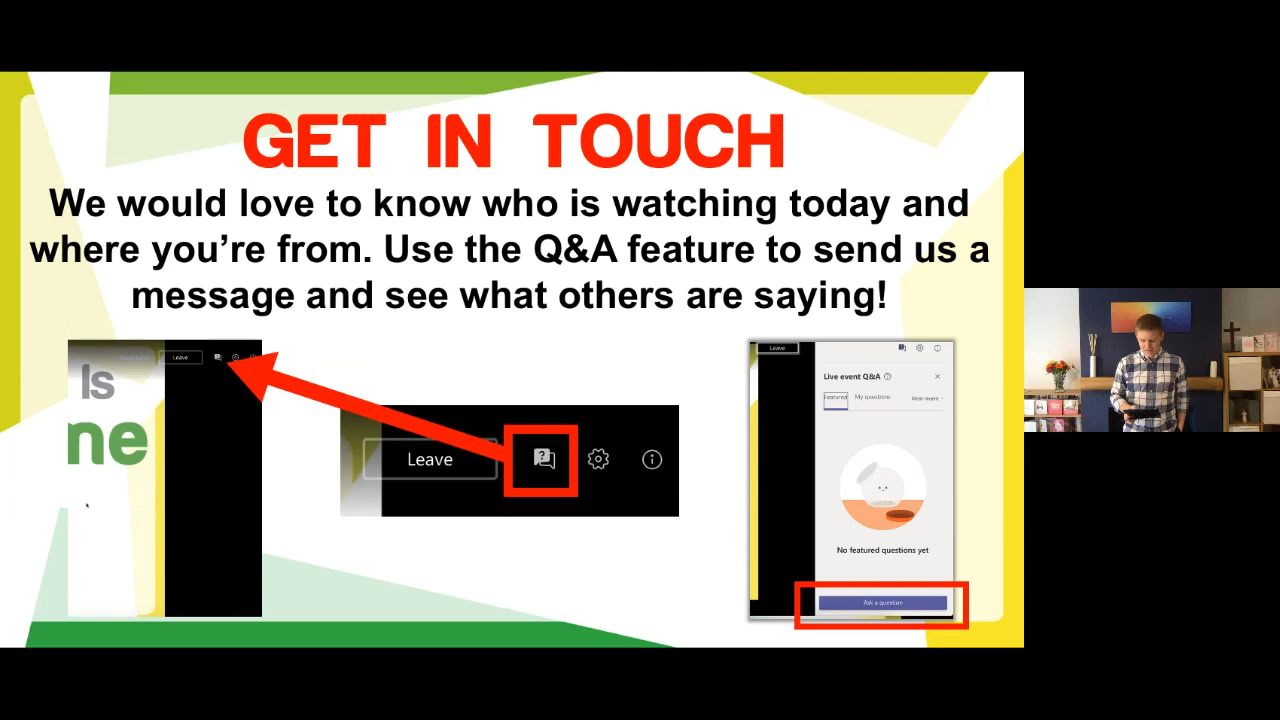 GET IN TOUCH
We would love to know who is watching today and
where you're from. Use the Q&A feature to send us a
message and see what others are saying!
Leave
Is
ne
Leave
Leave
Live event Q&A
Featured My questions Most recent
No featured questions yet
Ask a question